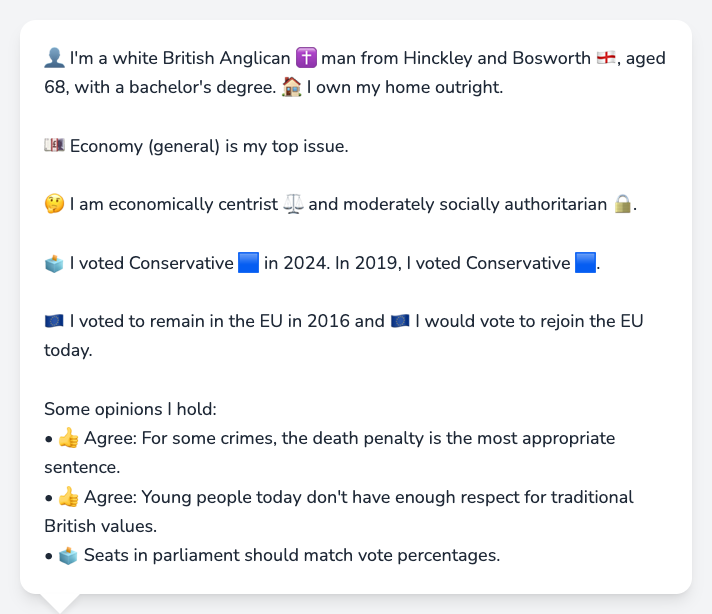 👤 I'm a white British Anglican ✝️ man from Hinckley and Bosworth 🏴󠁧󠁢󠁥󠁮󠁧󠁿, aged
68, with a bachelor's degree. 🏠 I own my home outright.
💷 Economy (general) is my top issue.
🤔 I am economically centrist ⚖️ and moderately socially authoritarian 🔒.
🗳️ I voted Conservative 🟦 in 2024. In 2019, I voted Conservative 🟦.
🇪🇺 I voted to remain in the EU in 2016 and 🇪🇺 I would vote to rejoin the EU
today.
Some opinions I hold:
• 👍 Agree: For some crimes, the death penalty is the most appropriate
sentence.
• 👍 Agree: Young people today don't have enough respect for traditional
British values.
• 🗳️ Seats in parliament should match vote percentages.